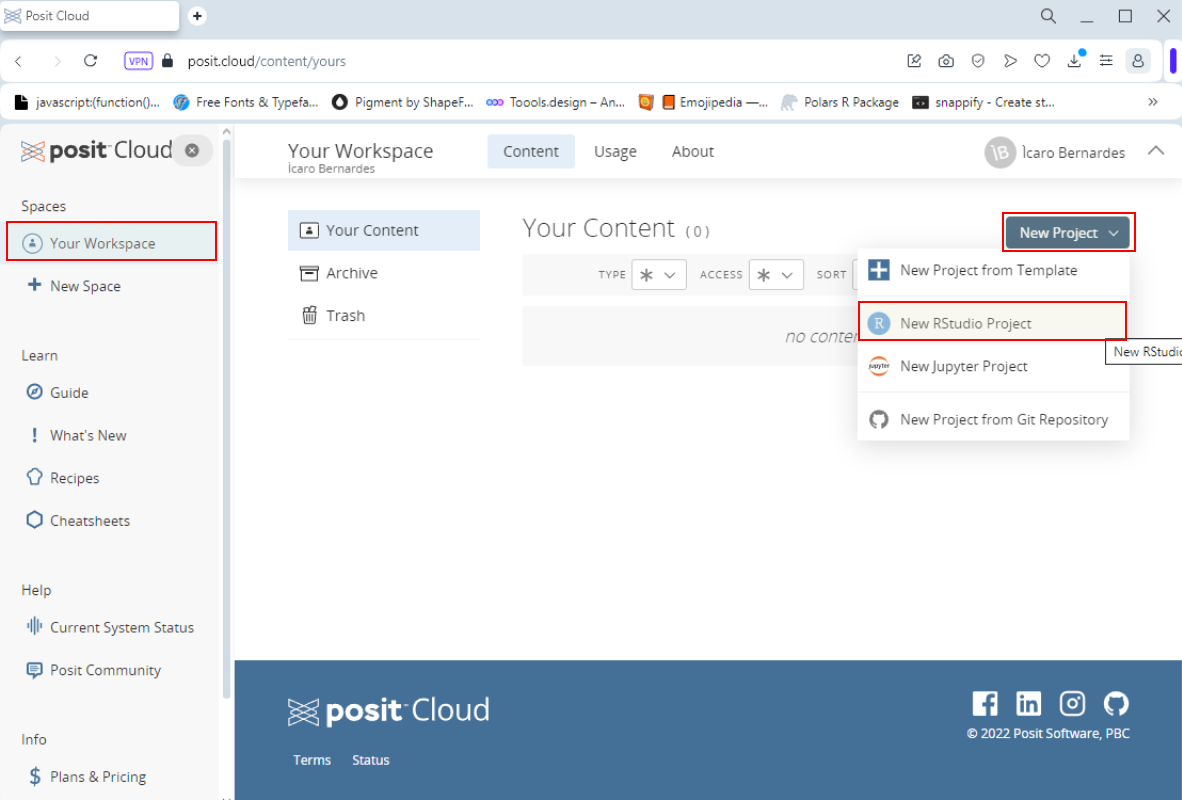 Posit Cloud
VPN posit.cloud/content/yours
javascript:(function()... Free Fonts & Typefa... Pigment by ShapeF... Toools.design – An... Emojipedia —... Polars R Package snappify - Create st...
posit Cloud
Spaces
Your Workspace
New Space
Learn
Guide
What's New
Recipes
Cheatsheets
Help
Current System Status
Posit Community
Info
Plans & Pricing
Your Workspace
Ícaro Bernardes
Content Usage About
ÍB Ícaro Bernardes
Your Content
Archive
Trash
Your Content (0)
New Project
TYPE * ACCESS * SORT
no conten
New Project from Template
R New RStudio Project
New RStudio
jupyter New Jupyter Project
New Project from Git Repository
posit Cloud
Terms Status
© 2022 Posit Software, PBC